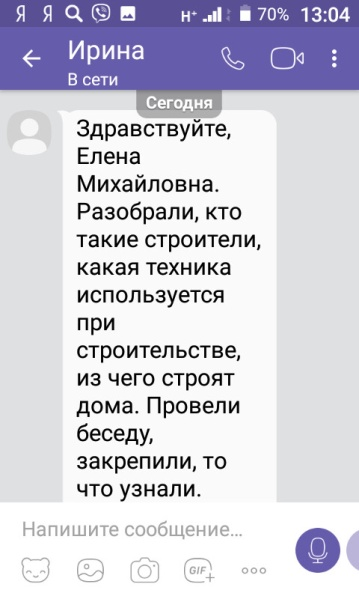 Я Я H+ 70% 13:04
Ирина
В сети
Сегодня
Здравствуйте,
Елена
Михайловна.
Разобрали, кто
такие строители,
какая техника
используется
при
строительстве,
из чего строят
дома. Провели
беседу,
закрепили, то
что узнали.
Напишите сообщение...
GIF